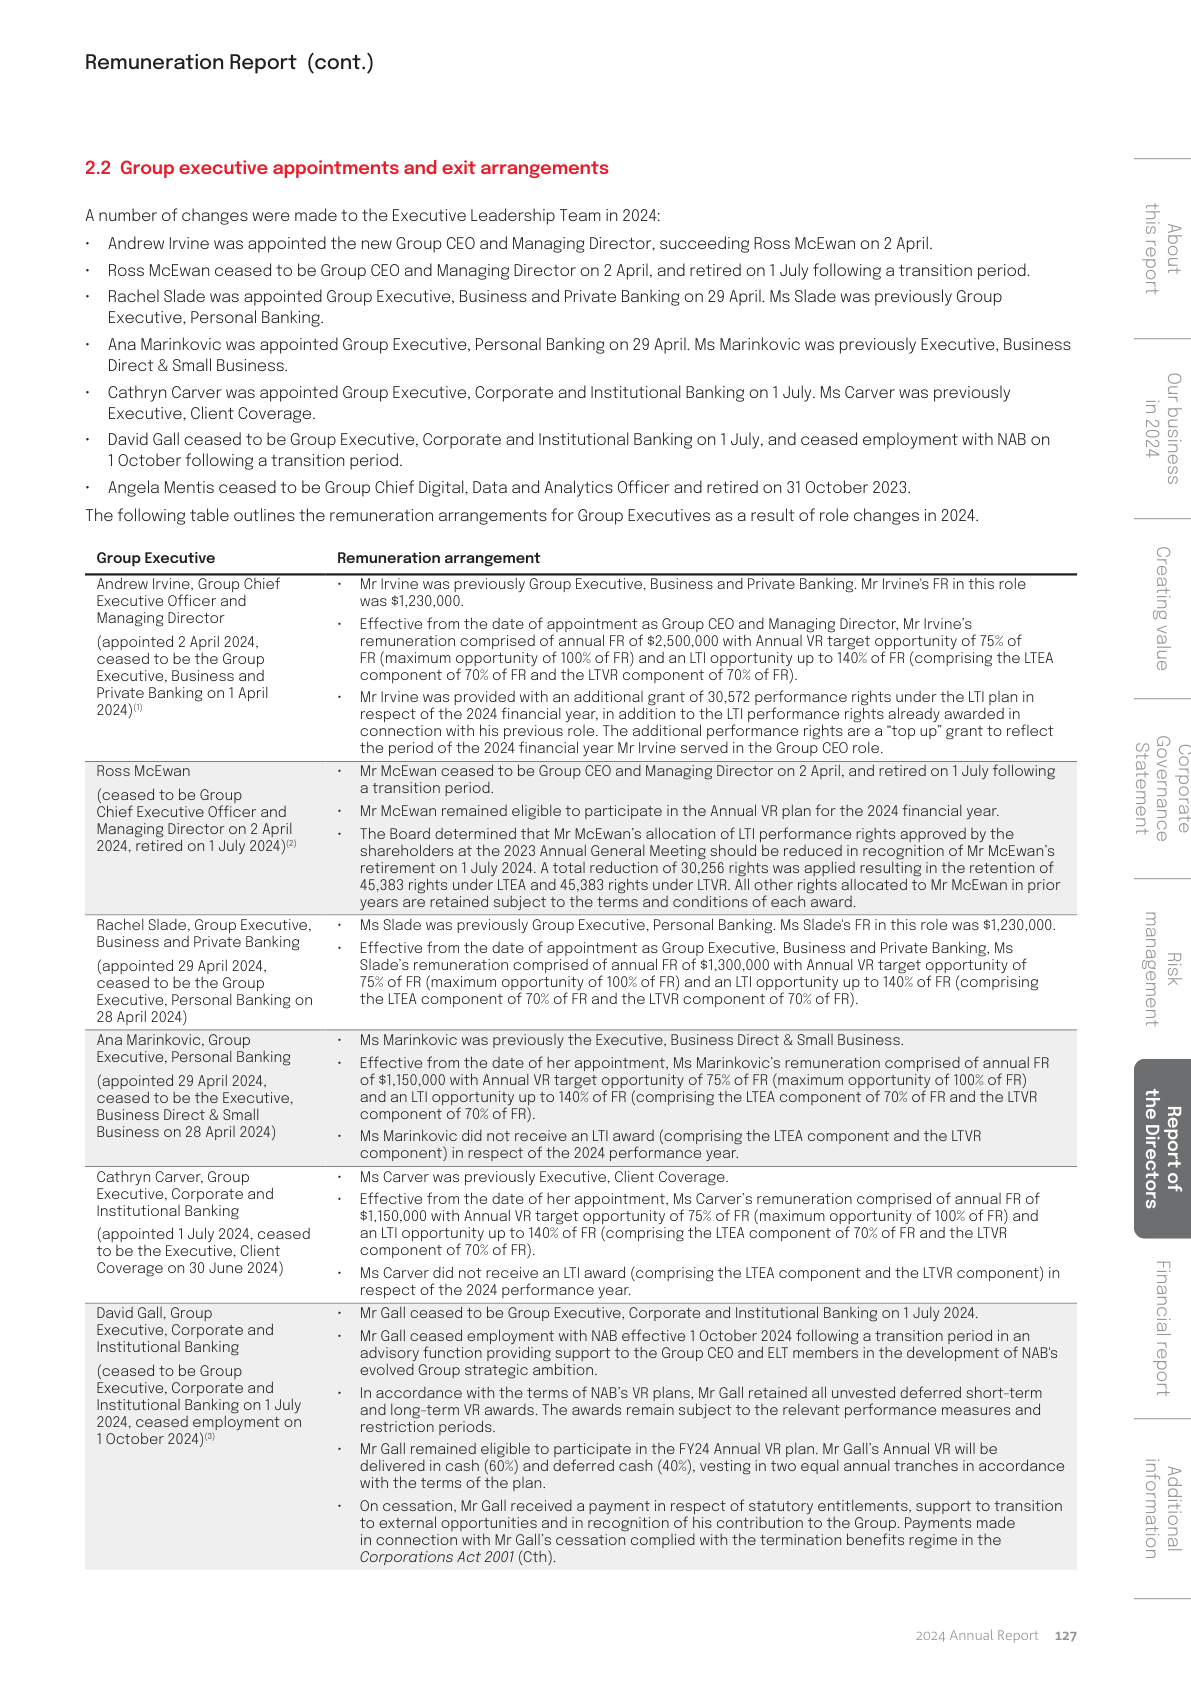 Remuneration Report (cont.)
2.2 Group executive appointments and exit arrangements
A number of changes were made to the Executive Leadership Team in 2024:
• Andrew Irvine was appointed the new Group CEO and Managing Director, succeeding Ross McEwan on 2 April.
• Ross McEwan ceased to be Group CEO and Managing Director on 2 April, and retired on 1 July following a transition period.
• Rachel Slade was appointed Group Executive, Business and Private Banking on 29 April. Ms Slade was previously Group
Executive, Personal Banking.
• Ana Marinkovic was appointed Group Executive, Personal Banking on 29 April. Ms Marinkovic was previously Executive, Business
Direct & Small Business.
• Cathryn Carver was appointed Group Executive, Corporate and Institutional Banking on 1 July. Ms Carver was previously
Executive, Client Coverage.
• David Gall ceased to be Group Executive, Corporate and Institutional Banking on 1 July, and ceased employment with NAB on
1 October following a transition period.
• Angela Mentis ceased to be Group Chief Digital, Data and Analytics Officer and retired on 31 October 2023.
The following table outlines the remuneration arrangements for Group Executives as a result of role changes in 2024.
Group Executive
Remuneration arrangement
Andrew Irvine, Group Chief
Executive Officer and
Managing Director
(appointed 2 April 2024,
ceased to be the Group
Executive, Business and
Private Banking on 1 April
2024)(1)
• Mr Irvine was previously Group Executive, Business and Private Banking. Mr Irvine's FR in this role
was $1,230,000.
• Effective from the date of appointment as Group CEO and Managing Director, Mr Irvine's
remuneration comprised of annual FR of $2,500,000 with Annual VR target opportunity of 75% of
FR (maximum opportunity of 100% of FR) and an LTI opportunity up to 140% of FR (comprising the LTEA
component of 70% of FR and the LTVR component of 70% of FR).
• Mr Irvine was provided with an additional grant of 30,572 performance rights under the LTI plan in
respect of the 2024 financial year, in addition to the LTI performance rights already awarded in
connection with his previous role. The additional performance rights are a "top up" grant to reflect
the period of the 2024 financial year Mr Irvine served in the Group CEO role.
Ross McEwan
(ceased to be Group
Chief Executive Officer and
Managing Director on 2 April
2024, retired on 1 July 2024)(2)
• Mr McEwan ceased to be Group CEO and Managing Director on 2 April, and retired on 1 July following
a transition period.
• Mr McEwan remained eligible to participate in the Annual VR plan for the 2024 financial year.
• The Board determined that Mr McEwan's allocation of LTI performance rights approved by the
shareholders at the 2023 Annual General Meeting should be reduced in recognition of Mr McEwan's
retirement on 1 July 2024. A total reduction of 30,256 rights was applied resulting in the retention of
45,383 rights under LTEA and 45,383 rights under LTVR. All other rights allocated to Mr McEwan in prior
years are retained subject to the terms and conditions of each award.
Rachel Slade, Group Executive,
Business and Private Banking
(appointed 29 April 2024,
ceased to be the Group
Executive, Personal Banking on
28 April 2024)
• Ms Slade was previously Group Executive, Personal Banking. Ms Slade's FR in this role was $1,230,000.
• Effective from the date of appointment as Group Executive, Business and Private Banking, Ms
Slade's remuneration comprised of annual FR of $1,300,000 with Annual VR target opportunity of
75% of FR (maximum opportunity of 100% of FR) and an LTI opportunity up to 140% of FR (comprising
the LTEA component of 70% of FR and the LTVR component of 70% of FR).
Ana Marinkovic, Group
Executive, Personal Banking
(appointed 29 April 2024,
ceased to be the Executive,
Business Direct & Small
Business on 28 April 2024)
• Ms Marinkovic was previously the Executive, Business Direct & Small Business.
• Effective from the date of her appointment, Ms Marinkovic's remuneration comprised of annual FR
of $1,150,000 with Annual VR target opportunity of 75% of FR (maximum opportunity of 100% of FR)
and an LTI opportunity up to 140% of FR (comprising the LTEA component of 70% of FR and the LTVR
component of 70% of FR).
• Ms Marinkovic did not receive an LTI award (comprising the LTEA component and the LTVR
component) in respect of the 2024 performance year.
Cathryn Carver, Group
Executive, Corporate and
Institutional Banking
(appointed 1 July 2024, ceased
to be the Executive, Client
Coverage on 30 June 2024)
• Ms Carver was previously Executive, Client Coverage.
• Effective from the date of her appointment, Ms Carver's remuneration comprised of annual FR of
$1,150,000 with Annual VR target opportunity of 75% of FR (maximum opportunity of 100% of FR) and
an LTI opportunity up to 140% of FR (comprising the LTEA component of 70% of FR and the LTVR
component of 70% of FR).
• Ms Carver did not receive an LTI award (comprising the LTEA component and the LTVR component) in
respect of the 2024 performance year.
David Gall, Group
Executive, Corporate and
Institutional Banking
(ceased to be Group
Executive, Corporate and
Institutional Banking on 1 July
2024, ceased employment on
1 October 2024)(3)
• Mr Gall ceased to be Group Executive, Corporate and Institutional Banking on 1 July 2024.
• Mr Gall ceased employment with NAB effective 1 October 2024 following a transition period in an
advisory function providing support to the Group CEO and ELT members in the development of NAB's
evolved Group strategic ambition.
• In accordance with the terms of NAB's VR plans, Mr Gall retained all unvested deferred short-term
and long-term VR awards. The awards remain subject to the relevant performance measures and
restriction periods.
• Mr Gall remained eligible to participate in the FY24 Annual VR plan. Mr Gall's Annual VR will be
delivered in cash (60%) and deferred cash (40%), vesting in two equal annual tranches in accordance
with the terms of the plan.
• On cessation, Mr Gall received a payment in respect of statutory entitlements, support to transition
to external opportunities and in recognition of his contribution to the Group. Payments made
in connection with Mr Gall's cessation complied with the termination benefits regime in the
Corporations Act 2001 (Cth).
About
this report
Our business
in 2024
Creating value
Corporate
Governance
Statement
Risk
management
Report of
the Directors
Financial report
Additional
information
2024 Annual Report 127